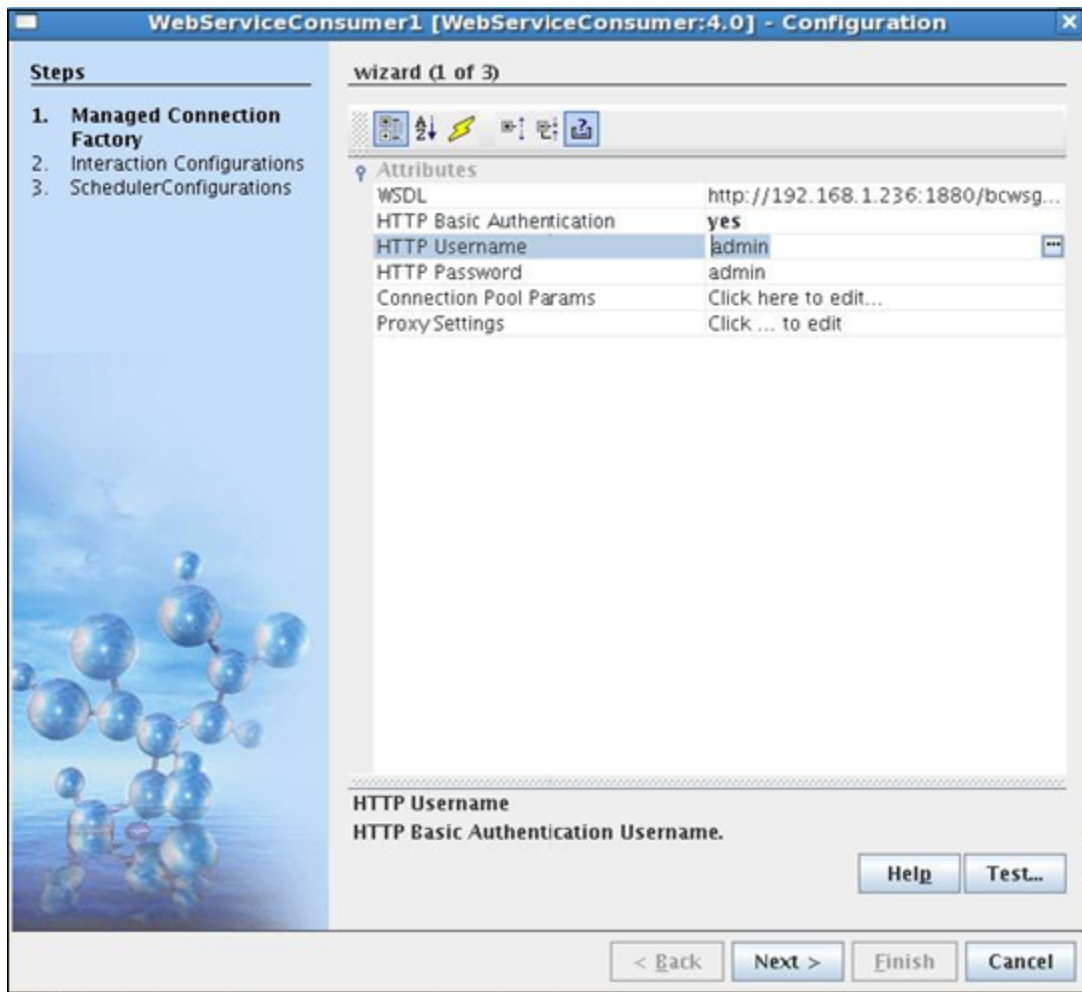 WebServiceConsumer1 [WebServiceConsumer:4.0] - Configuration
Steps
1. Managed Connection
Factory
2. Interaction Configurations
3. SchedulerConfigurations
wizard (1 of 3)
Attributes
WSDL http://192.168.1.236:1880/bcwsg...
HTTP Basic Authentication yes
HTTP Username admin ...
HTTP Password admin
Connection Pool Params Click here to edit...
Proxy Settings Click ... to edit
HTTP Username
HTTP Basic Authentication Username.
Help Test...
< Back Next > Finish Cancel